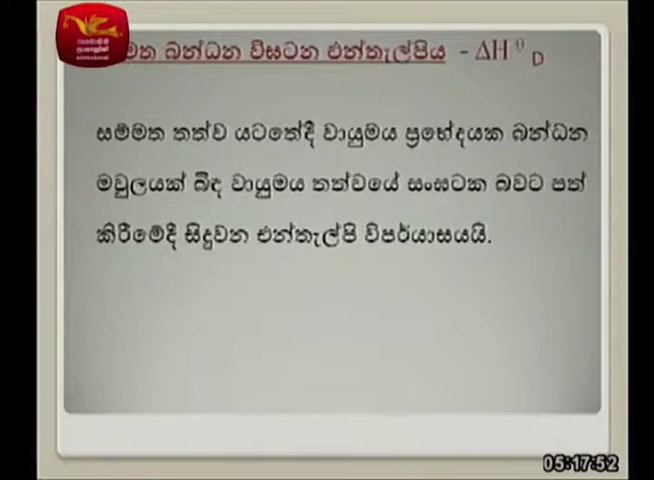 බන්ධන විඝටන එන්තැල්පිය - ΔH θ D
සම්මත තත්ව යටතේදී වායුමය ප්‍රභේදයක බන්ධන
මවුලයක් බිඳ වායුමය තත්වයේ සංඝටක බවට පත්
කිරීමේදී සිදුවන එන්තැල්පි විපර්යාසයයි.
05:17:52